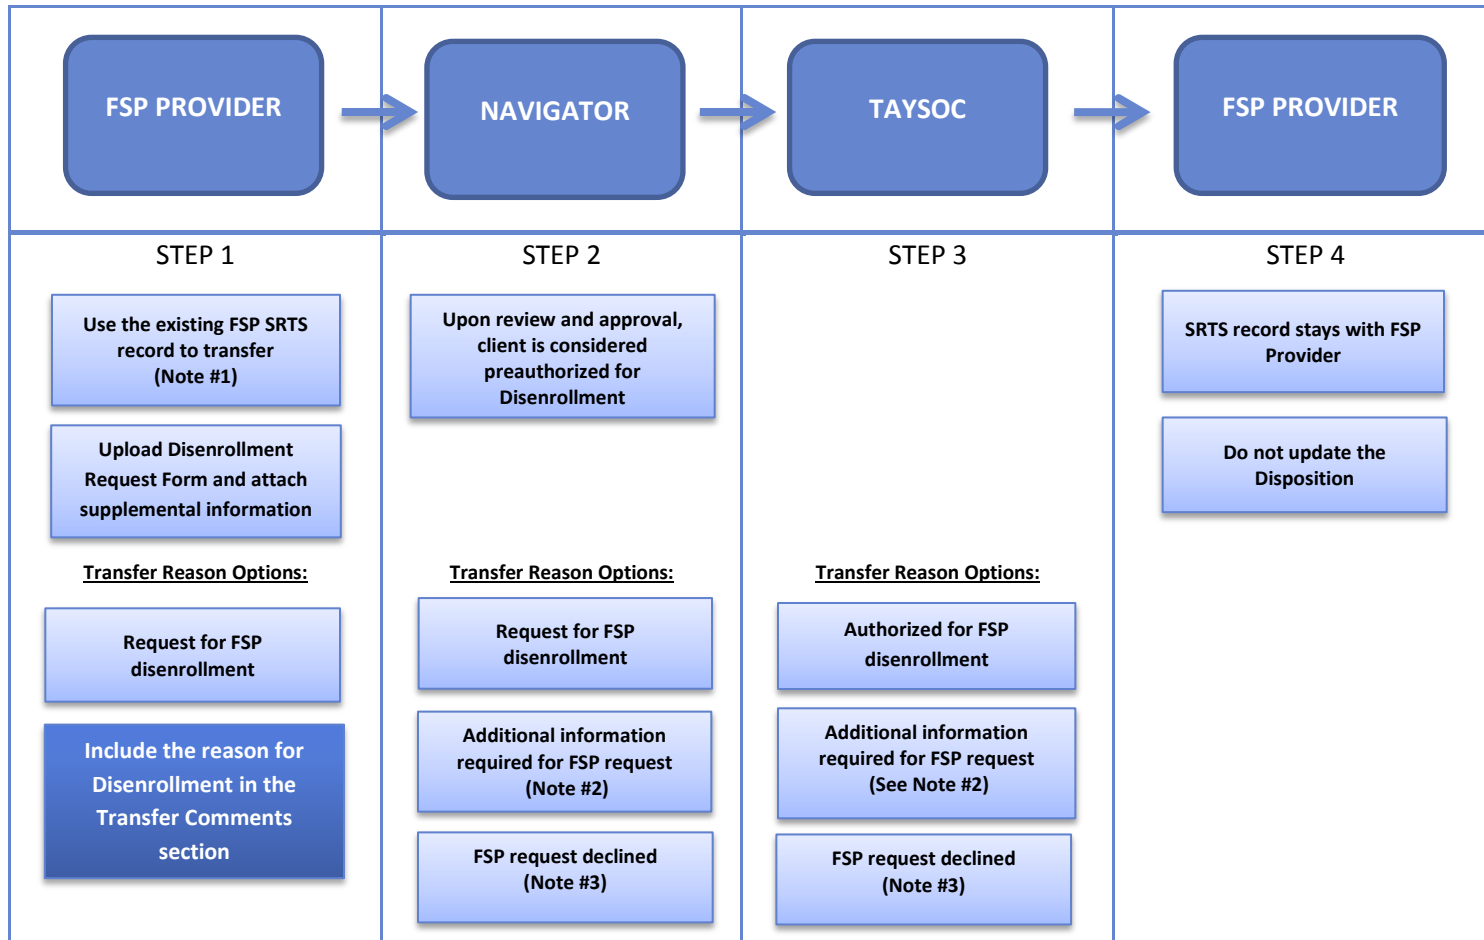 FSP PROVIDER
NAVIGATOR
TAYSOC
FSP PROVIDER
STEP 1
Use the existing FSP SRTS
record to transfer
(Note #1)
Upload Disenrollment
Request Form and attach
supplemental information
Transfer Reason Options:
Request for FSP
disenrollment
Include the reason for
Disenrollment in the
Transfer Comments
section
STEP 2
Upon review and approval,
client is considered
preauthorized for
Disenrollment
Transfer Reason Options:
Request for FSP
disenrollment
Additional information
required for FSP request
(Note #2)
FSP request declined
(Note #3)
STEP 3
Transfer Reason Options:
Authorized for FSP
disenrollment
Additional information
required for FSP request
(See Note #2)
FSP request declined
(Note #3)
STEP 4
SRTS record stays with FSP
Provider
Do not update the
Disposition